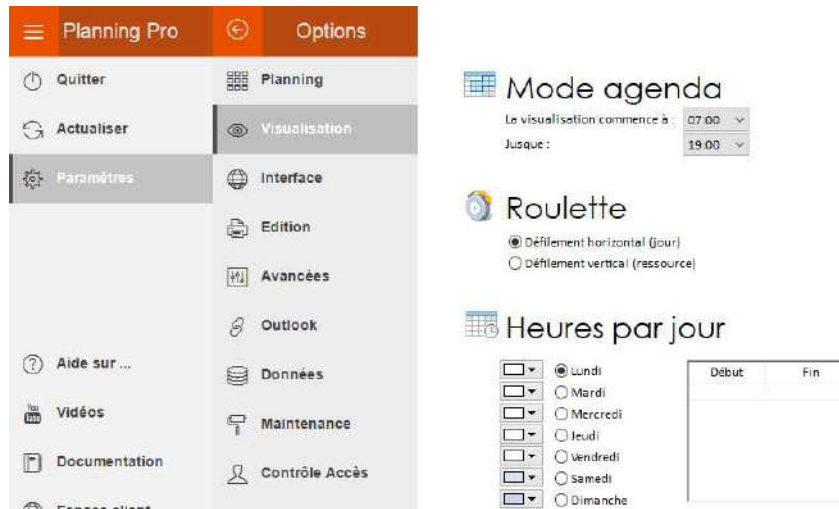 Planning Pro
Quitter
Actualiser
Paramètres
Aide sur ...
Vidéos
Documentation
Espace client
Options
Planning
Visualisation
Interface
Edition
Avancées
Outlook
Données
Maintenance
Contrôle Accès
Mode agenda
La visualisation commence à : 07:00
Jusque : 19:00
Roulette
Défilement horizontal (jour)
Défilement vertical (ressource)
Heures par jour
Lundi
Mardi
Mercredi
Jeudi
Vendredi
Samedi
Dimanche
Début Fin